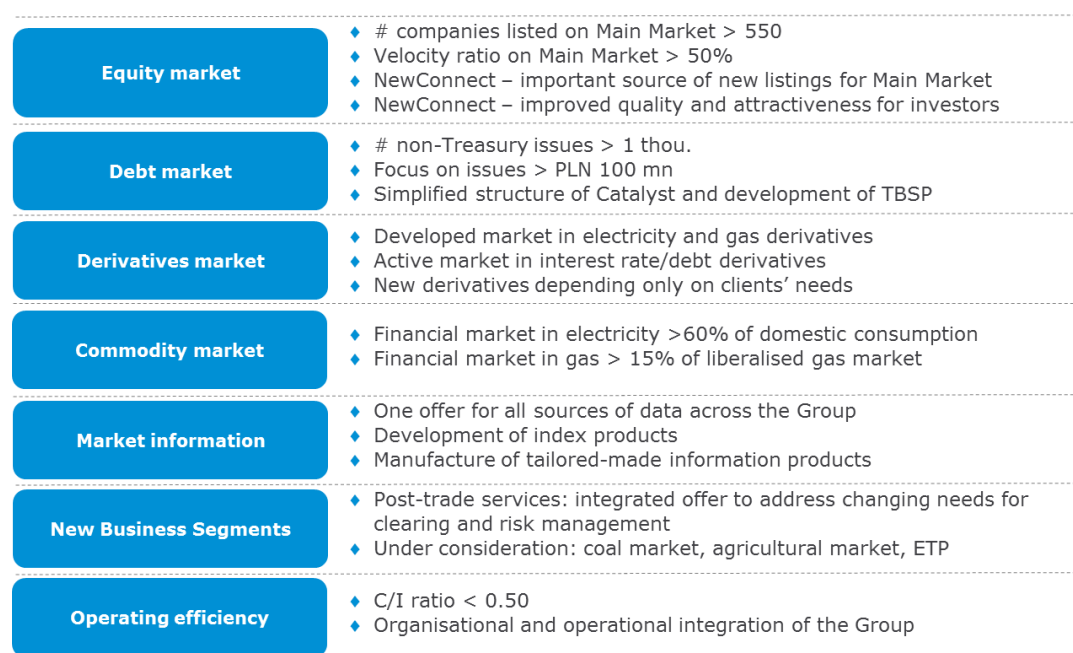 Equity market
# companies listed on Main Market > 550
Velocity ratio on Main Market > 50%
NewConnect – important source of new listings for Main Market
NewConnect – improved quality and attractiveness for investors
Debt market
# non-Treasury issues > 1 thou.
Focus on issues > PLN 100 mn
Simplified structure of Catalyst and development of TBSP
Derivatives market
Developed market in electricity and gas derivatives
Active market in interest rate/debt derivatives
New derivatives depending only on clients’ needs
Commodity market
Financial market in electricity >60% of domestic consumption
Financial market in gas > 15% of liberalised gas market
Market information
One offer for all sources of data across the Group
Development of index products
Manufacture of tailored-made information products
New Business Segments
Post-trade services: integrated offer to address changing needs for
clearing and risk management
Under consideration: coal market, agricultural market, ETP
Operating efficiency
C/I ratio < 0.50
Organisational and operational integration of the Group